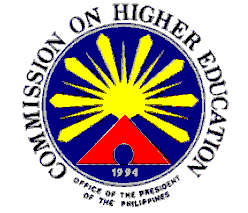 COMMISSION ON HIGHER EDUCATION
1994
OFFICE OF THE PRESIDENT
OF THE PHILIPPINES